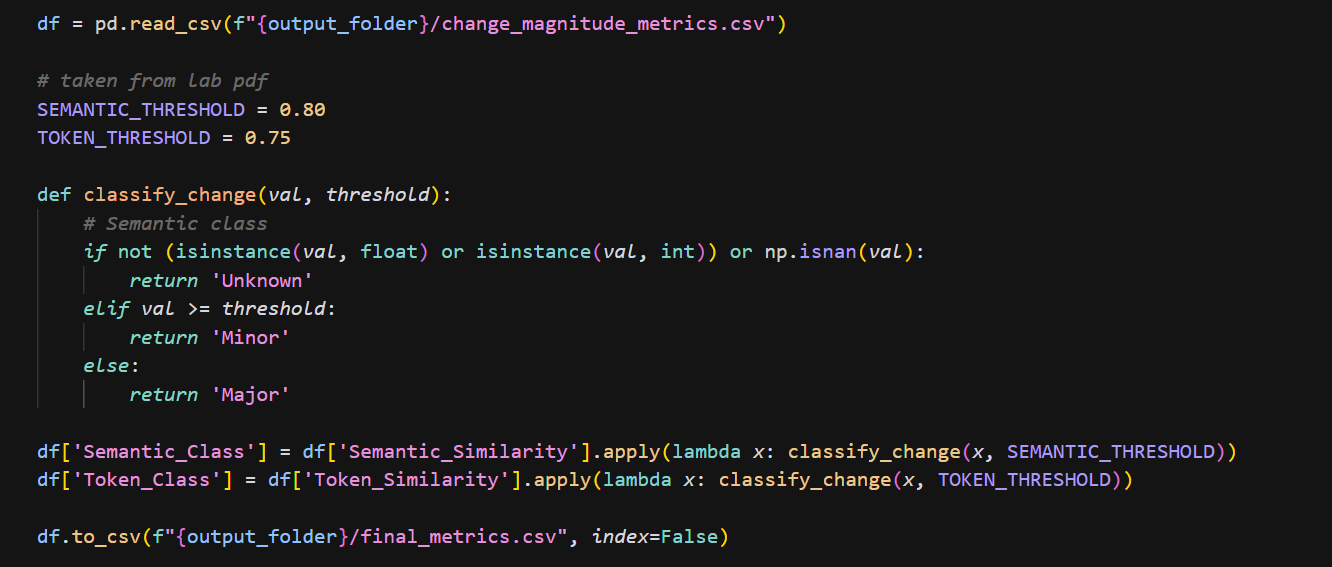 df = pd.read_csv(f"{output_folder}/change_magnitude_metrics.csv")

# taken from lab pdf
SEMANTIC_THRESHOLD = 0.80
TOKEN_THRESHOLD = 0.75

def classify_change(val, threshold):
    # Semantic class
    if not (isinstance(val, float) or isinstance(val, int)) or np.isnan(val):
        return 'Unknown'
    elif val >= threshold:
        return 'Minor'
    else:
        return 'Major'

df['Semantic_Class'] = df['Semantic_Similarity'].apply(lambda x: classify_change(x, SEMANTIC_THRESHOLD))
df['Token_Class'] = df['Token_Similarity'].apply(lambda x: classify_change(x, TOKEN_THRESHOLD))

df.to_csv(f"{output_folder}/final_metrics.csv", index=False)